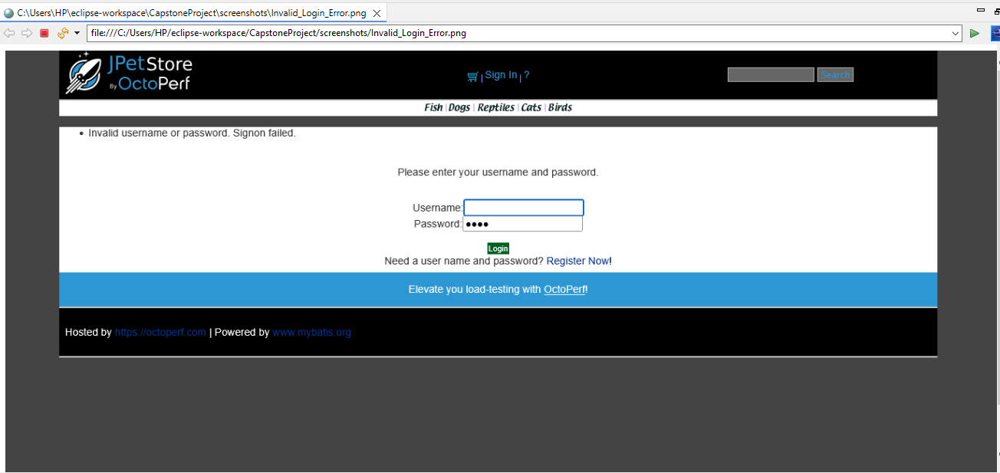 C:\Users\HP\eclipse-workspace\CapstoneProject\screenshots\Invalid_Login_Error.png
file:///C:/Users/HP/eclipse-workspace/CapstoneProject/screenshots/Invalid_Login_Error.png
JPetStore
By OctoPerf
| Sign In | ?
Search
Fish | Dogs | Reptiles | Cats | Birds
• Invalid username or password. Signon failed.
Please enter your username and password.
Username:
Password: ••••
Login
Need a user name and password? Register Now!
Elevate you load-testing with OctoPerf!
Hosted by https://octoperf.com | Powered by www.mybatis.org